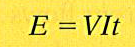 E = VIt